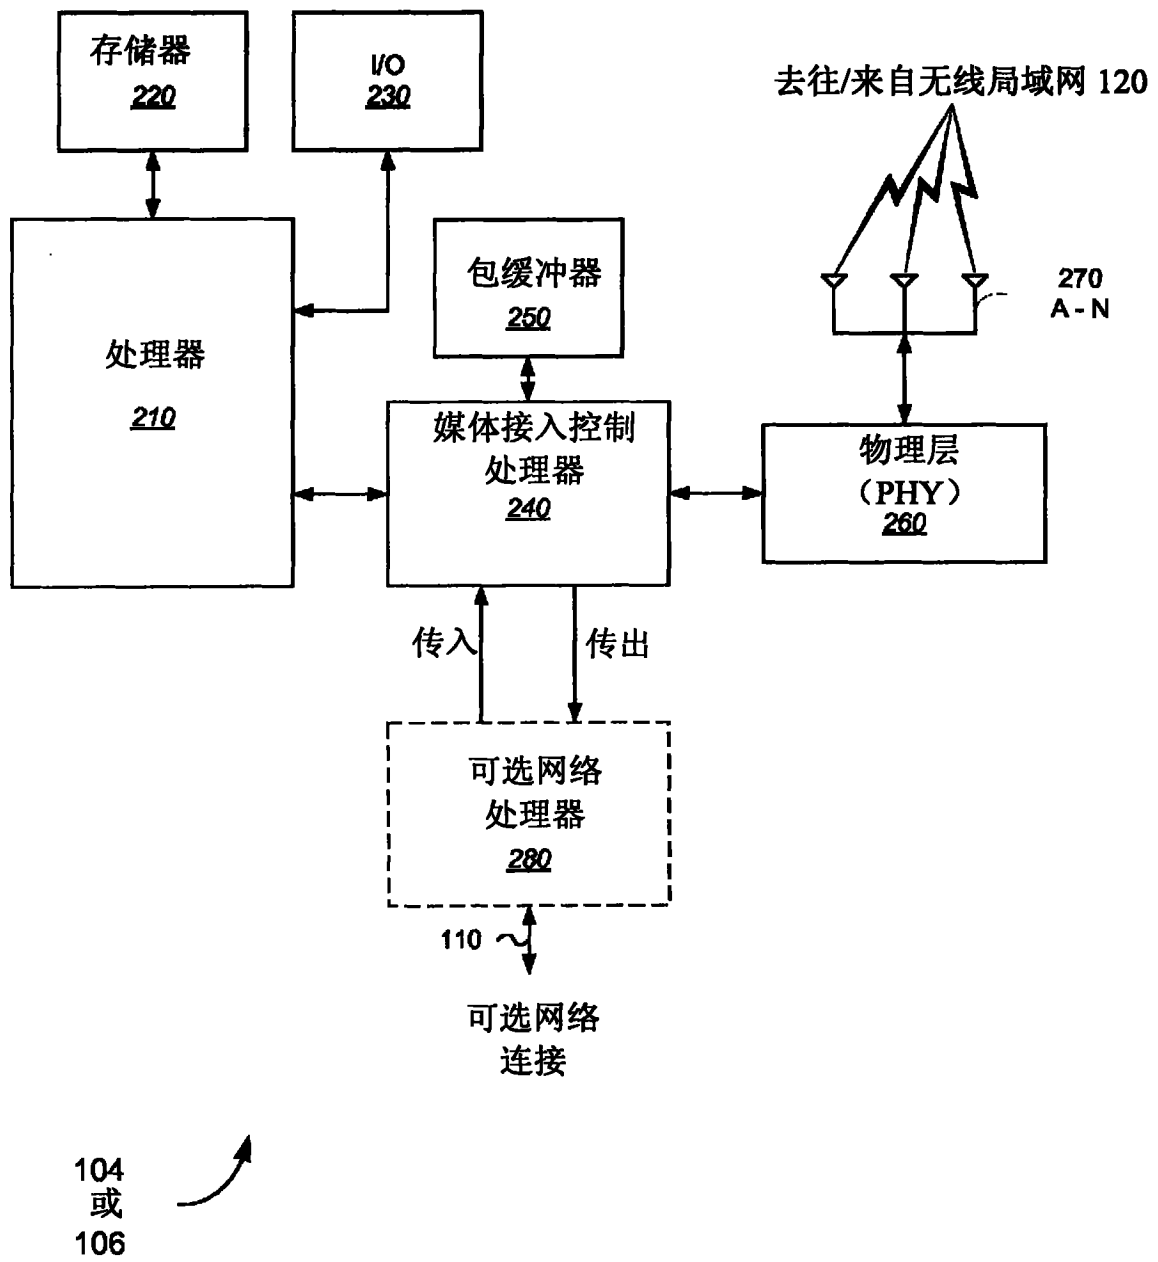 存储器
220
I/O
230
去往/来自无线局域网 120
包缓冲器
250
270
A - N
处理器
210
媒体接入控制
处理器
240
物理层
（PHY）
260
传入
传出
可选网络
处理器
280
110
可选网络
连接
104
或
106